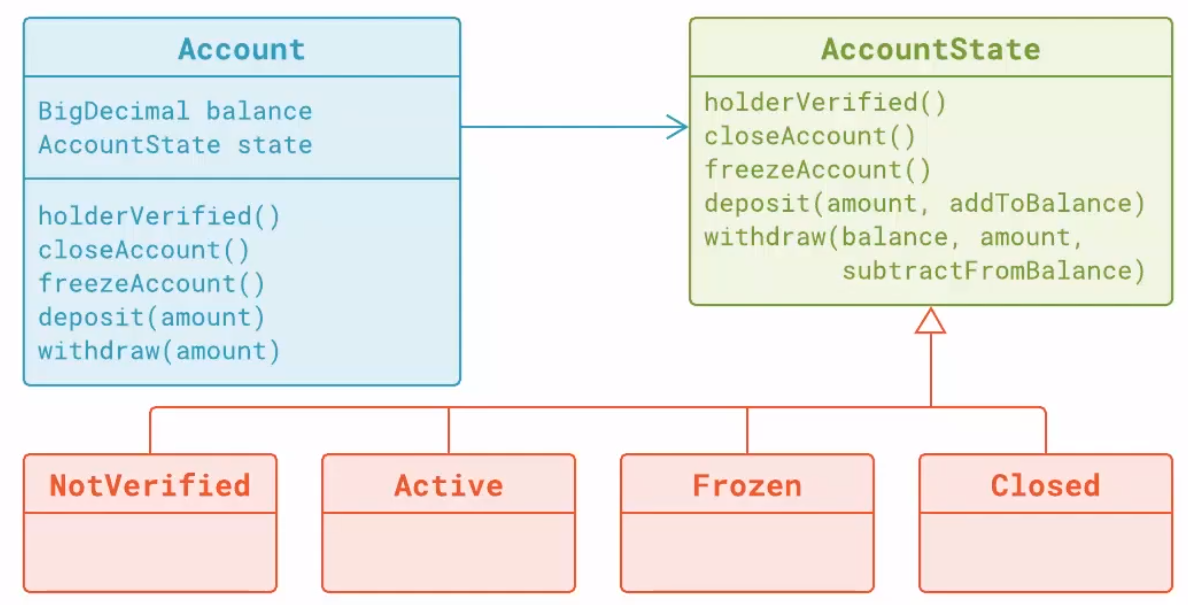 Account
BigDecimal balance
AccountState state
holderVerified()
closeAccount()
freezeAccount()
deposit(amount)
withdraw(amount)
AccountState
holderVerified()
closeAccount()
freezeAccount()
deposit(amount, addToBalance)
withdraw(balance, amount,
subtractFromBalance)
NotVerified
Active
Frozen
Closed